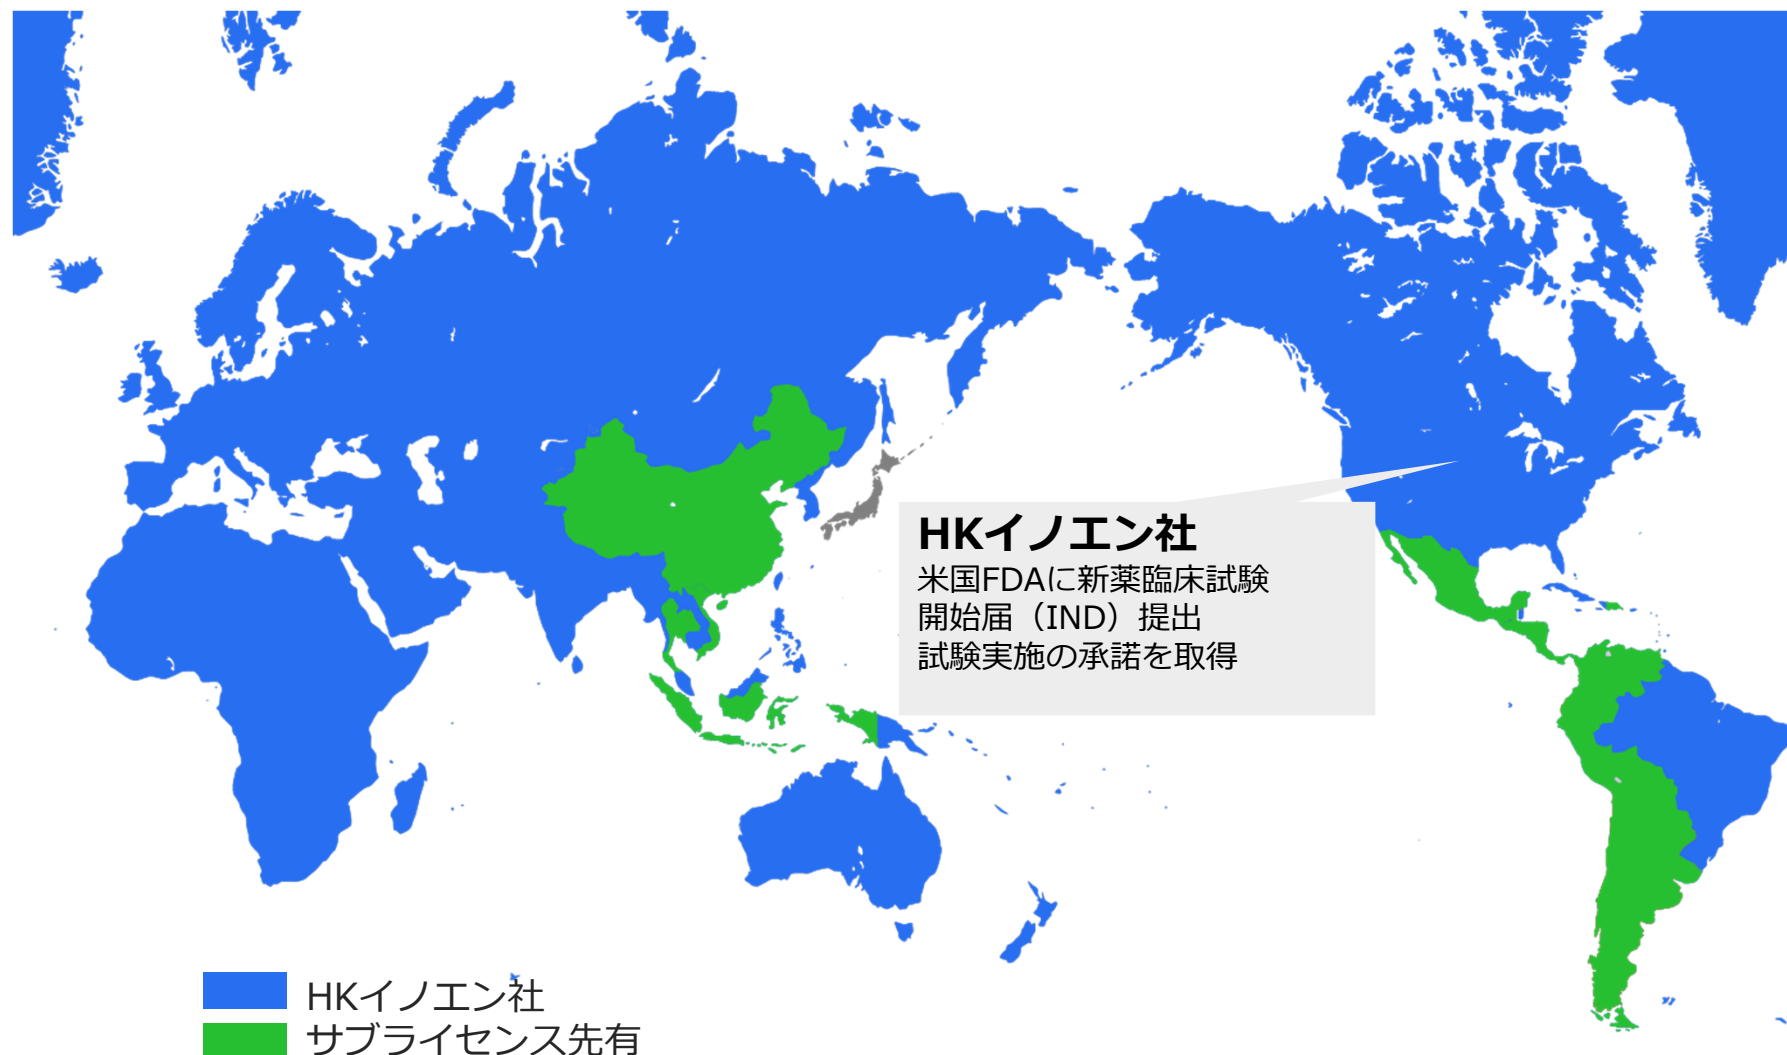 HKイノエン社
米国FDAに新薬臨床試験
開始届（IND）提出
試験実施の承諾を取得
HKイノエン社
サブライセンス先有